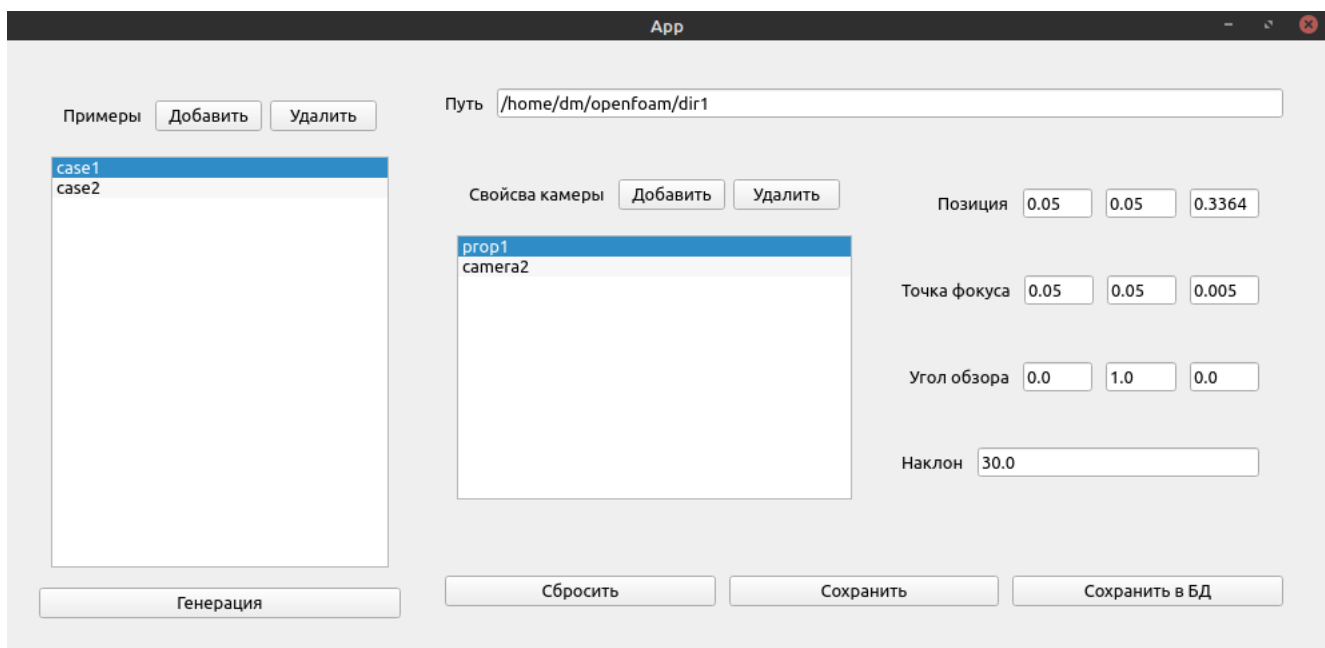 App
Примеры Добавить Удалить
case1
case2
Генерация
Путь /home/dm/openfoam/dir1
Свойсва камеры Добавить Удалить
prop1
camera2
Позиция 0.05 0.05 0.3364
Точка фокуса 0.05 0.05 0.005
Угол обзора 0.0 1.0 0.0
Наклон 30.0
Сбросить Сохранить Сохранить в БД